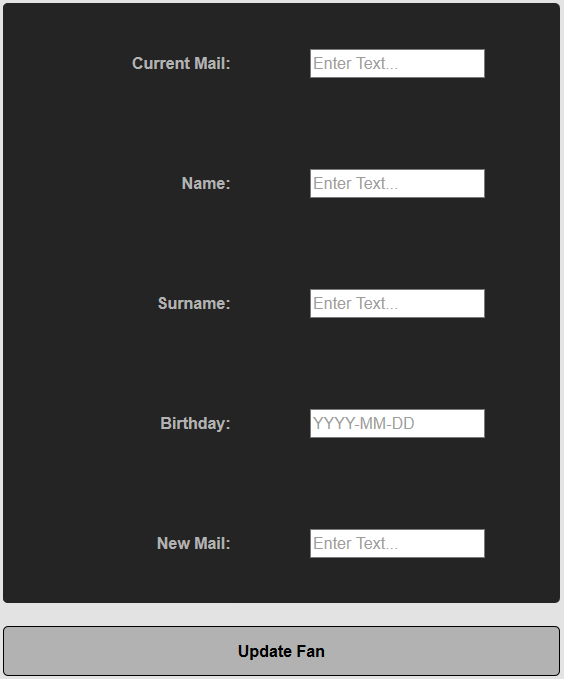 Current Mail: Enter Text...
Name: Enter Text...
Surname: Enter Text...
Birthday: YYYY-MM-DD
New Mail: Enter Text...
Update Fan